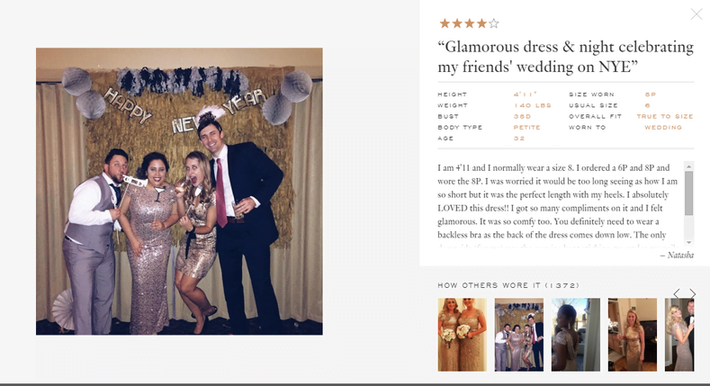 HAPPY
NEW YEAR
“Glamorous dress & night celebrating
my friends' wedding on NYE”
HEIGHT 4'11" SIZE WORN 8P
WEIGHT 140 LBS USUAL SIZE 6
BUST 38D OVERALL FIT TRUE TO SIZE
BODY TYPE PETITE WORN TO WEDDING
AGE 32
I am 4'11 and I normally wear a size 8. I ordered a 6P and 8P and
wore the 8P. I was worried it would be too long seeing as how I am
so short but it was the perfect length with my heels. I absolutely
LOVED this dress!! I got so many compliments on it and I felt
glamorous. It was so comfy too. You definitely need to wear a
backless bra as the back of the dress comes down low. The only
– Natasha
HOW OTHERS WORE IT (1372)